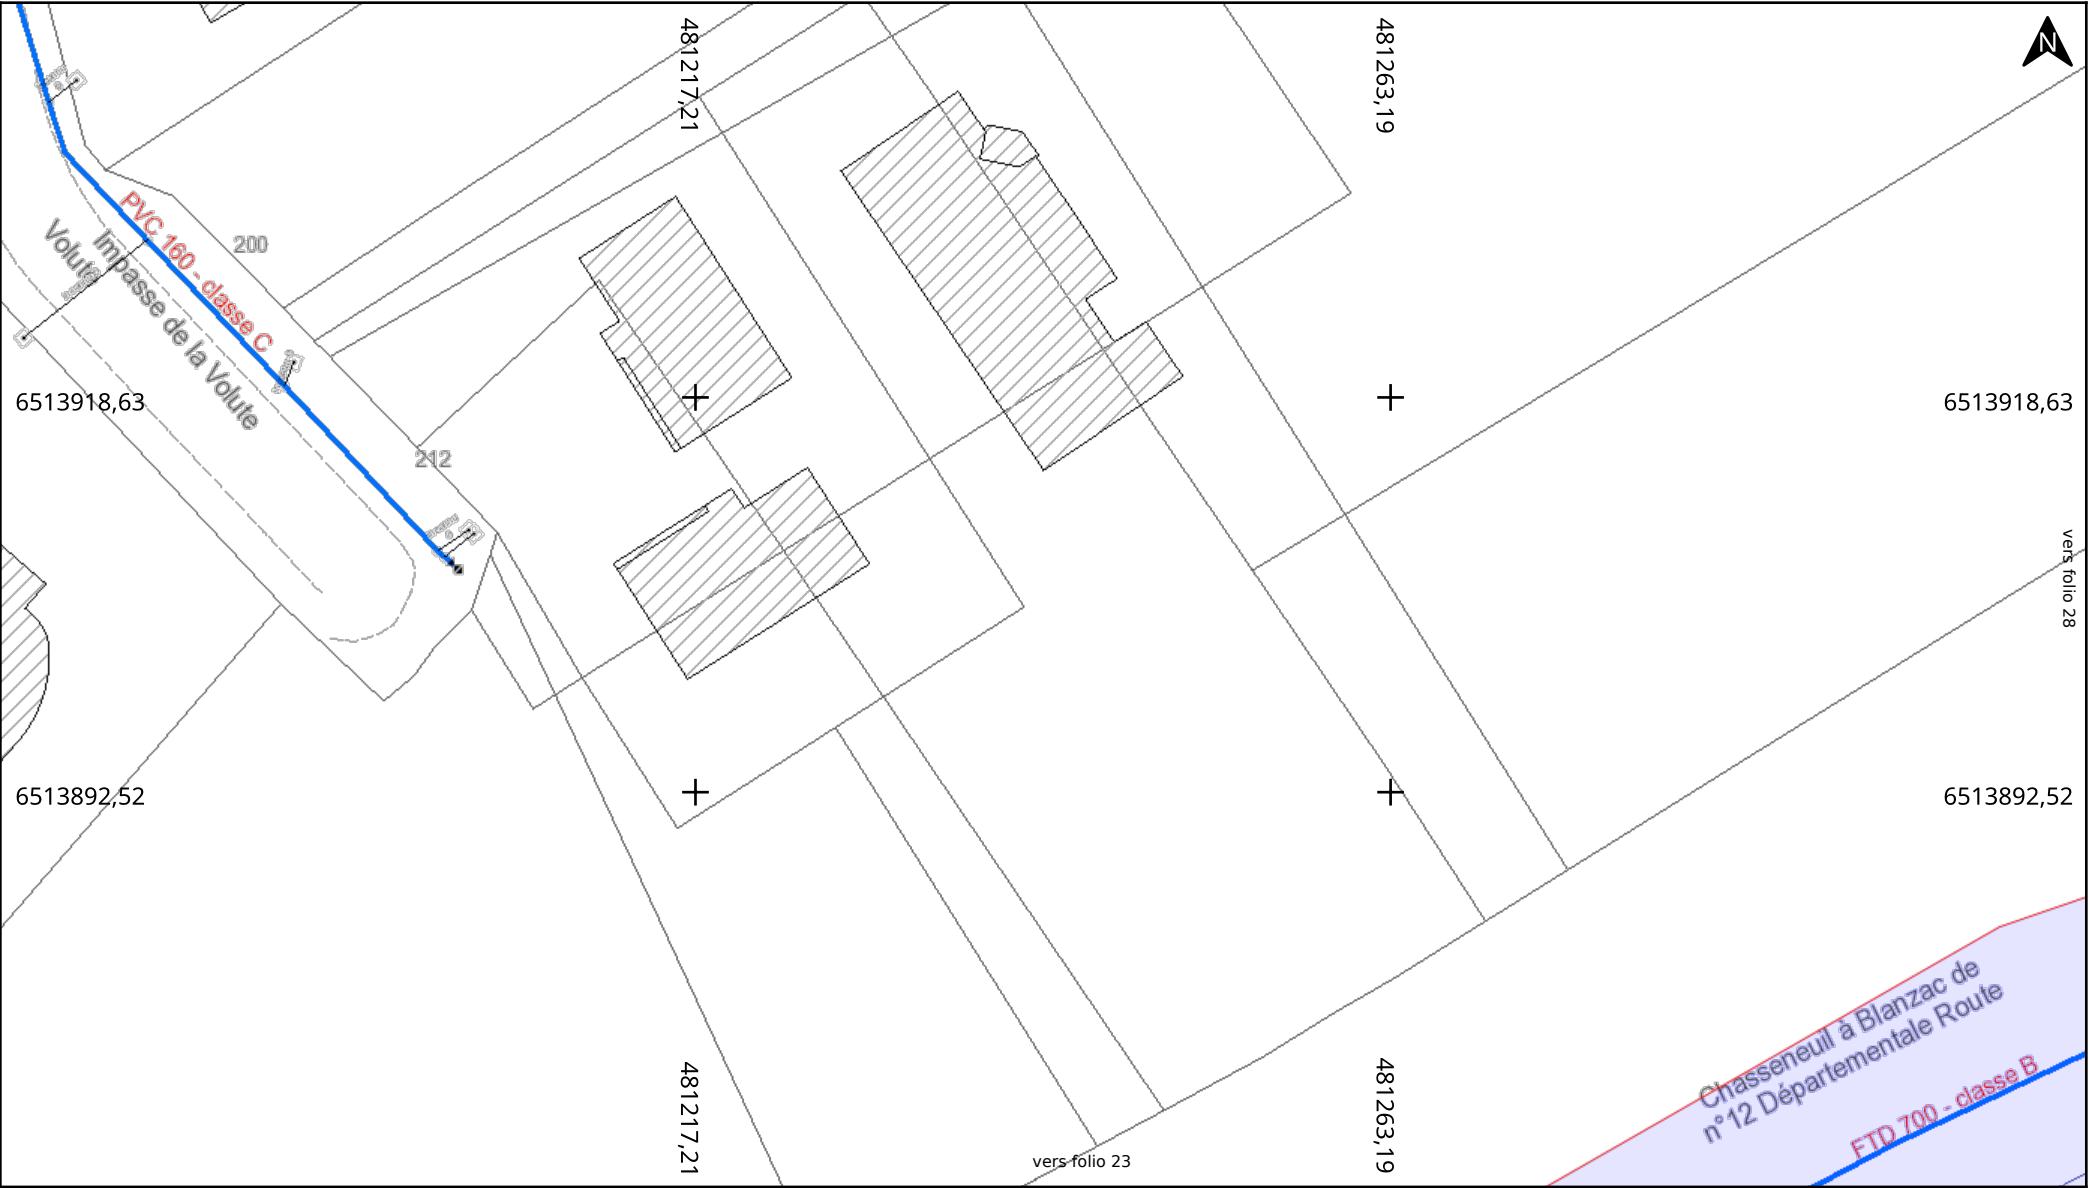 481217,21
481263,19
N
PVC 160 - classe C
200
Impasse de la Volute
Volute
6513918,63
6513918,63
212
vers folio 28
6513892,52
6513892,52
Chasseneuil à Blanzac de
n°12 Départementale Route
FTD 700 - classe B
481217,21
481263,19
vers folio 23